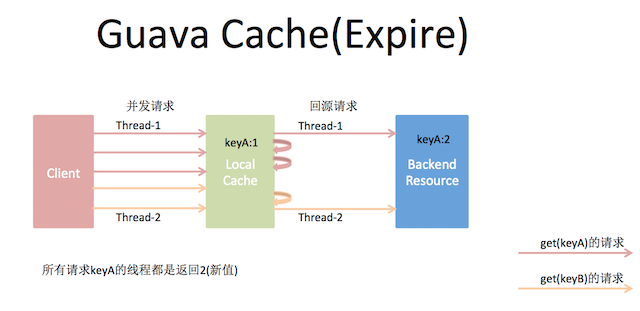 Guava Cache(Expire)
并发请求
回源请求
Thread-1
Thread-1
keyA:1
keyA:2
Client
Local
Cache
Backend
Resource
Thread-2
Thread-2
get(keyA)的请求
所有请求keyA的线程都是返回2(新值)
get(keyB)的请求